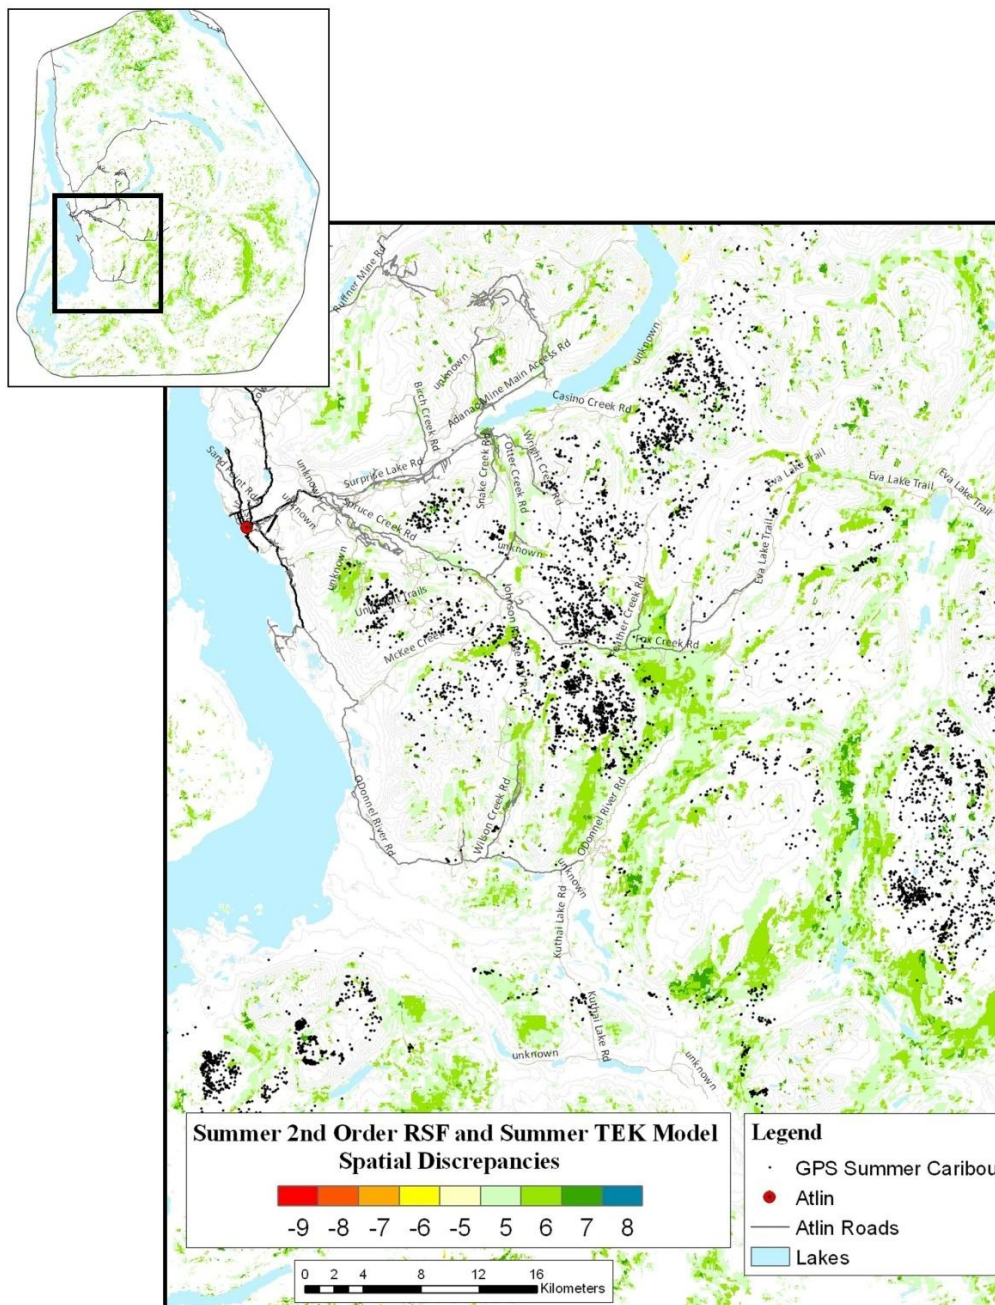 Ruffner Mine Rd
unknown
unknown
Adanac Mine Main Access Rd
Birch Creek Rd
Casino Creek Rd
Wright Creek Rd
Otter Creek Rd
Snake Creek Rd
Surprise Lake Rd
Sand Point Rd
unknown
unknown
Spruce Creek Rd
Eva Lake Trail
Eva Lake Trail
Eva Lake Trail
Eva Lake Trail
unknown
unknown
Trails
McKee Creek
Fox Creek Rd
ODonnel River Rd
Wilson Creek Rd
ODonnel River Rd
unknown
Kuthai Lake Rd
Kuthai Lake Rd
unknown
unknown
Summer 2nd Order RSF and Summer TEK Model
Spatial Discrepancies
-9 -8 -7 -6 -5 5 6 7 8
0 2 4 8 12 16
Kilometers
Legend
GPS Summer Caribou
Atlin
Atlin Roads
Lakes